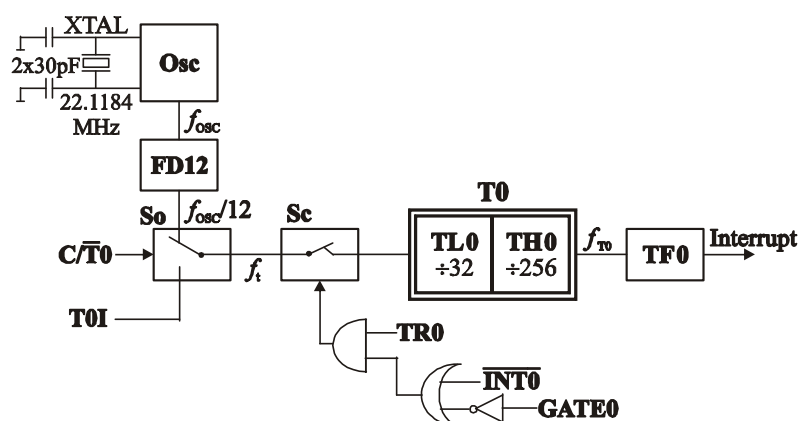 XTAL
2x30pF
22.1184
MHz
Osc
fOSC
FD12
So
fOSC/12
Sc
C/T̅0̅
ft
T0I
T0
TL0
÷32
TH0
÷256
fT0
TF0
Interrupt
TR0
I̅N̅T̅0̅
GATE0